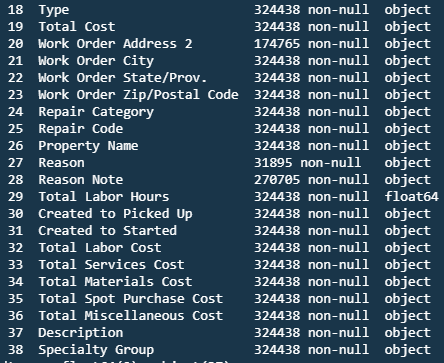 18 Type 324438 non-null object
19 Total Cost 324438 non-null object
20 Work Order Address 2 174765 non-null object
21 Work Order City 324438 non-null object
22 Work Order State/Prov. 324438 non-null object
23 Work Order Zip/Postal Code 324438 non-null object
24 Repair Category 324438 non-null object
25 Repair Code 324438 non-null object
26 Property Name 324438 non-null object
27 Reason 31895 non-null object
28 Reason Note 270705 non-null object
29 Total Labor Hours 324438 non-null float64
30 Created to Picked Up 324438 non-null object
31 Created to Started 324438 non-null object
32 Total Labor Cost 324438 non-null object
33 Total Services Cost 324438 non-null object
34 Total Materials Cost 324438 non-null object
35 Total Spot Purchase Cost 324438 non-null object
36 Total Miscellaneous Cost 324438 non-null object
37 Description 324438 non-null object
38 Specialty Group 324438 non-null object